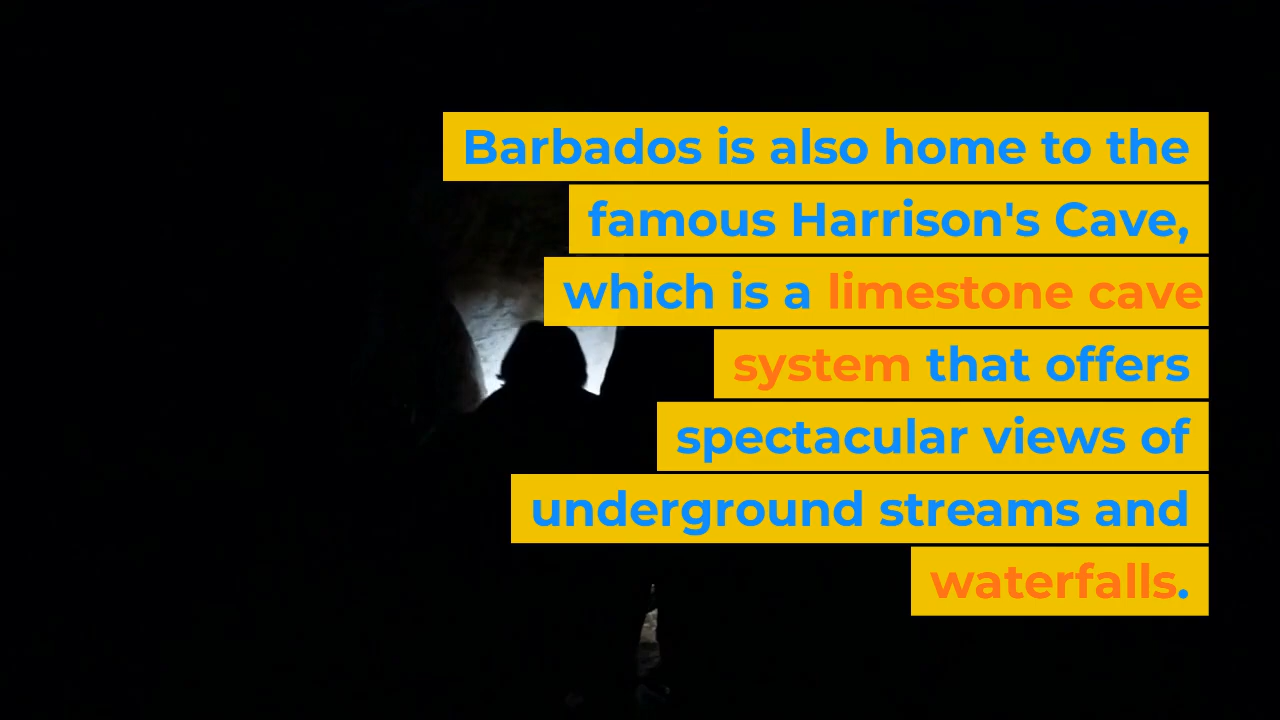 Barbados is also home to the
famous Harrison's Cave,
which is a limestone cave
system that offers
spectacular views of
underground streams and
waterfalls.